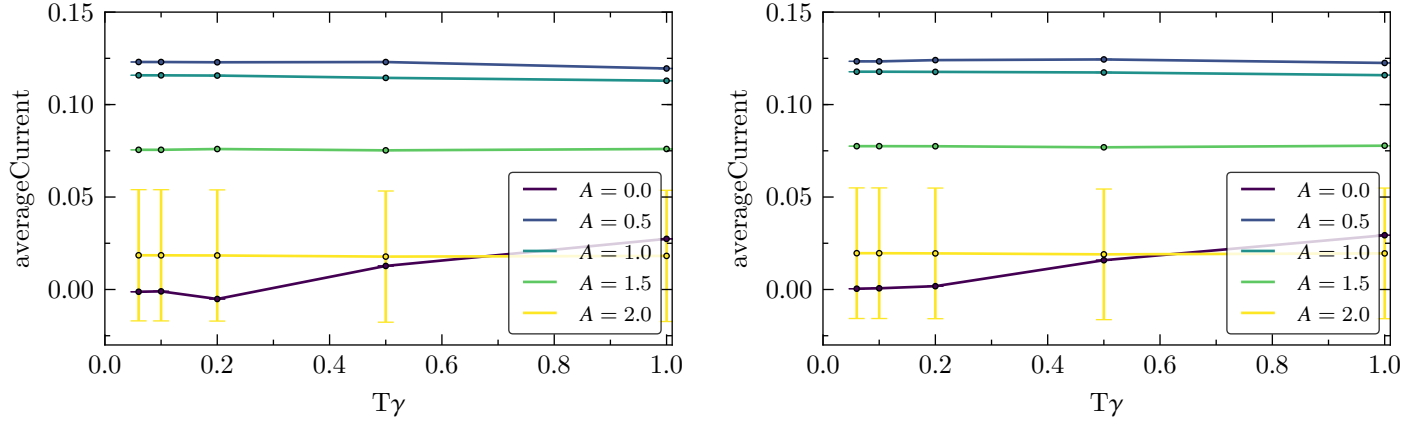 0.15
0.10
0.05
0.00
averageCurrent
A = 0.0
A = 0.5
A = 1.0
A = 1.5
A = 2.0
0.0 0.2 0.4 0.6 0.8 1.0
Tγ
0.15
0.10
0.05
0.00
averageCurrent
A = 0.0
A = 0.5
A = 1.0
A = 1.5
A = 2.0
0.0 0.2 0.4 0.6 0.8 1.0
Tγ